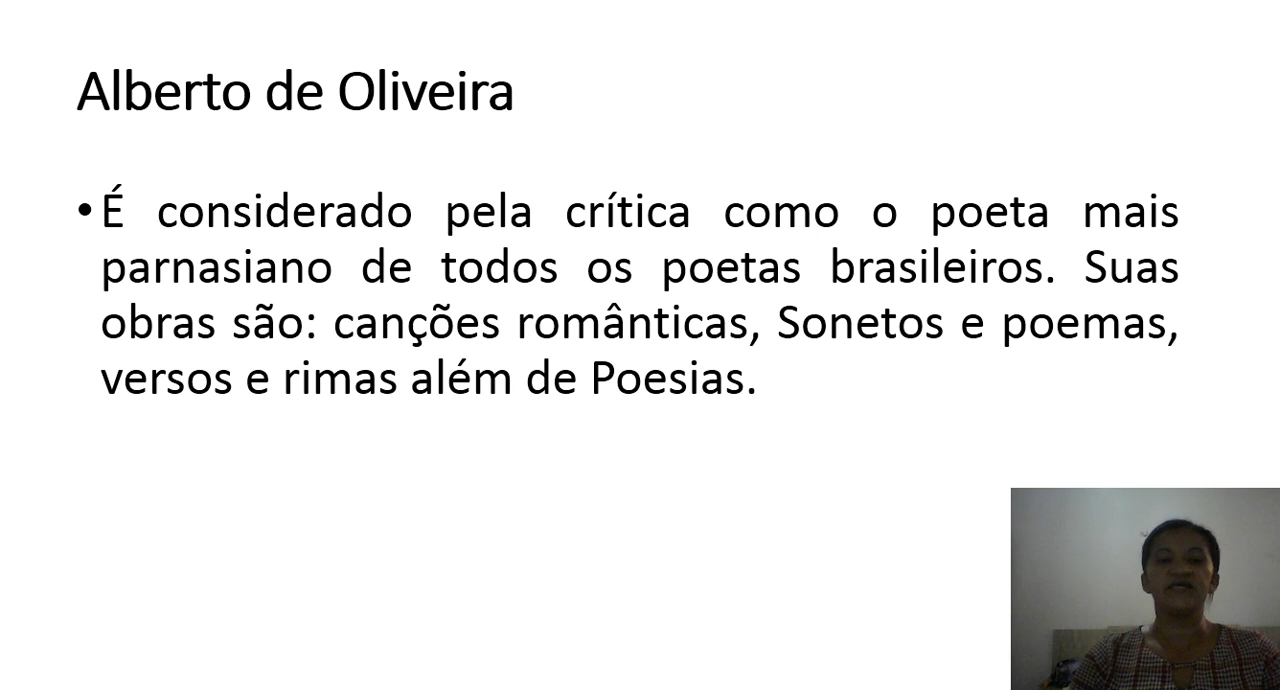 Alberto de Oliveira
• É considerado pela crítica como o poeta mais
parnasiano de todos os poetas brasileiros. Suas
obras são: canções românticas, Sonetos e poemas,
versos e rimas além de Poesias.